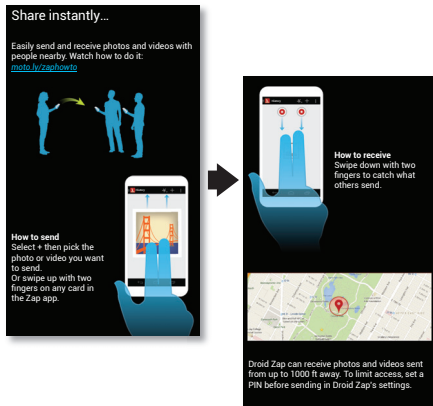 Share instantly...
Easily send and receive photos and videos with
people nearby. Watch how to do it:
moto.ly/zaphowto
How to send
Select + then pick the
photo or video you want
to send.
Or swipe up with two
fingers on any card in
the Zap app.
How to receive
Swipe down with two
fingers to catch what
others send.
Droid Zap can receive photos and videos sent
from up to 1000 ft away. To limit access, set a
PIN before sending in Droid Zap's settings.